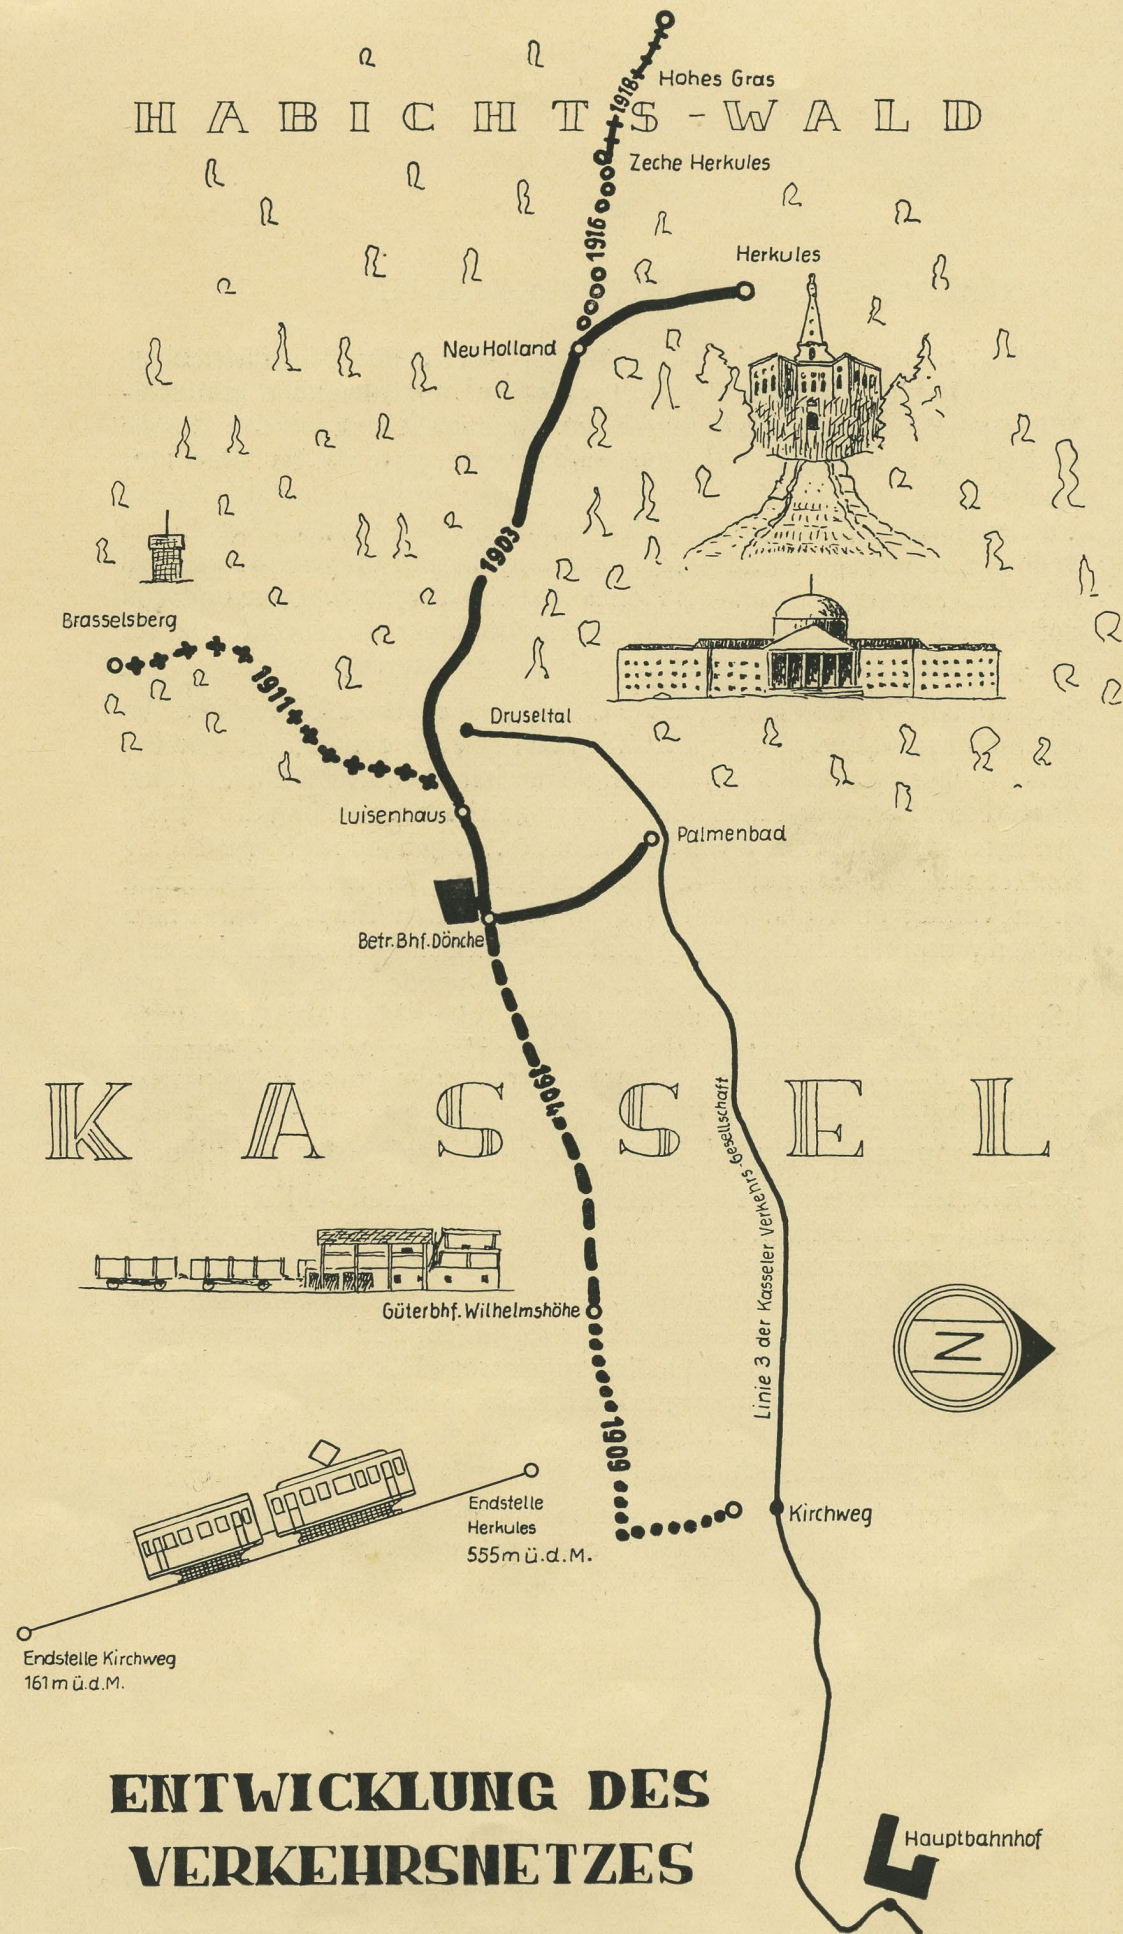 1918
Hohes Gras
HABICHTS-WALD
Zeche Herkules
1916
Herkules
Neu Holland
1903
Brasselsberg
1911
Druseltal
Luisenhaus
Palmenbad
Betr. Bhf. Dönche
1904
KASSEL
Linie 3 der Kasseler Verkehrs. Gesellschaft
Güterbhf. Wilhelmshöhe
N
1909
Endstelle
Herkules
555m ü.d.M.
Kirchweg
Endstelle Kirchweg
161m ü.d.M.
ENTWICKLUNG DES
VERKEHRSNETZES
Hauptbahnhof